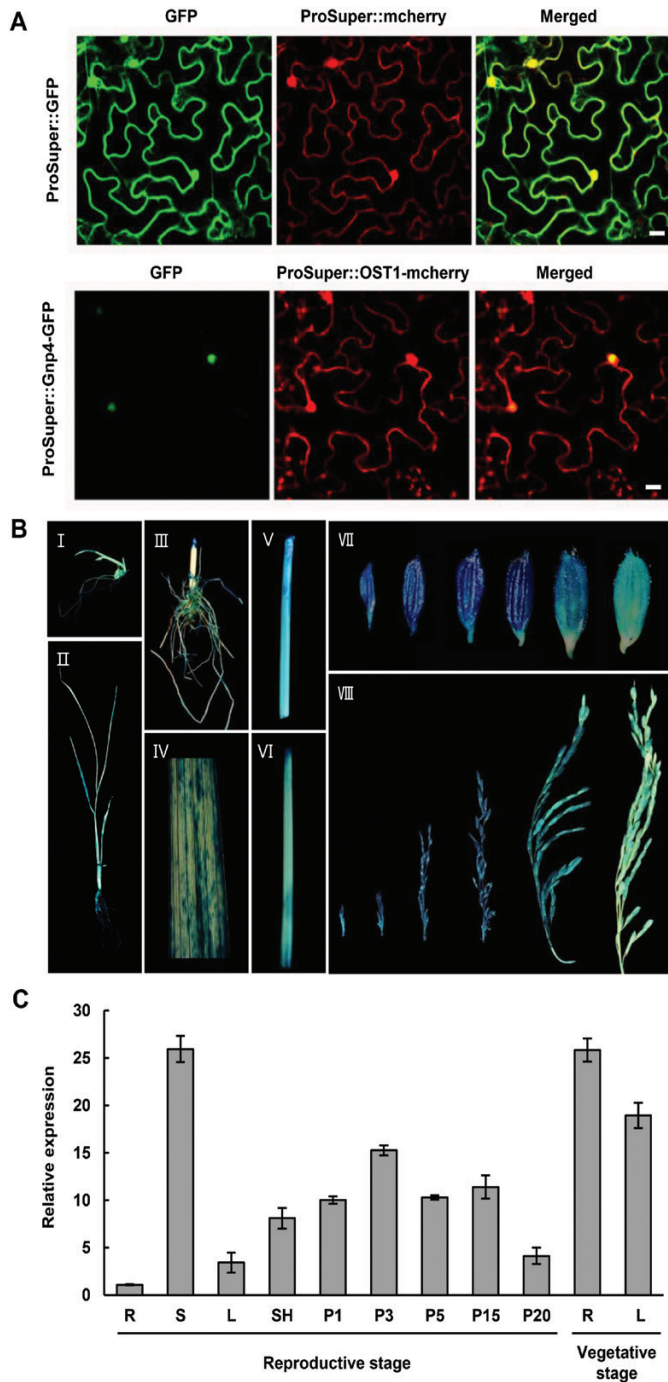 A
GFP ProSuper::mcherry Merged
ProSuper::GFP
GFP ProSuper::OST1-mcherry Merged
ProSuper::Gnp4-GFP
B
I III V VII
II IV VI VIII
C
Relative expression
30
25
20
15
10
5
0
R S L SH P1 P3 P5 P15 P20 R L
Reproductive stage Vegetative stage